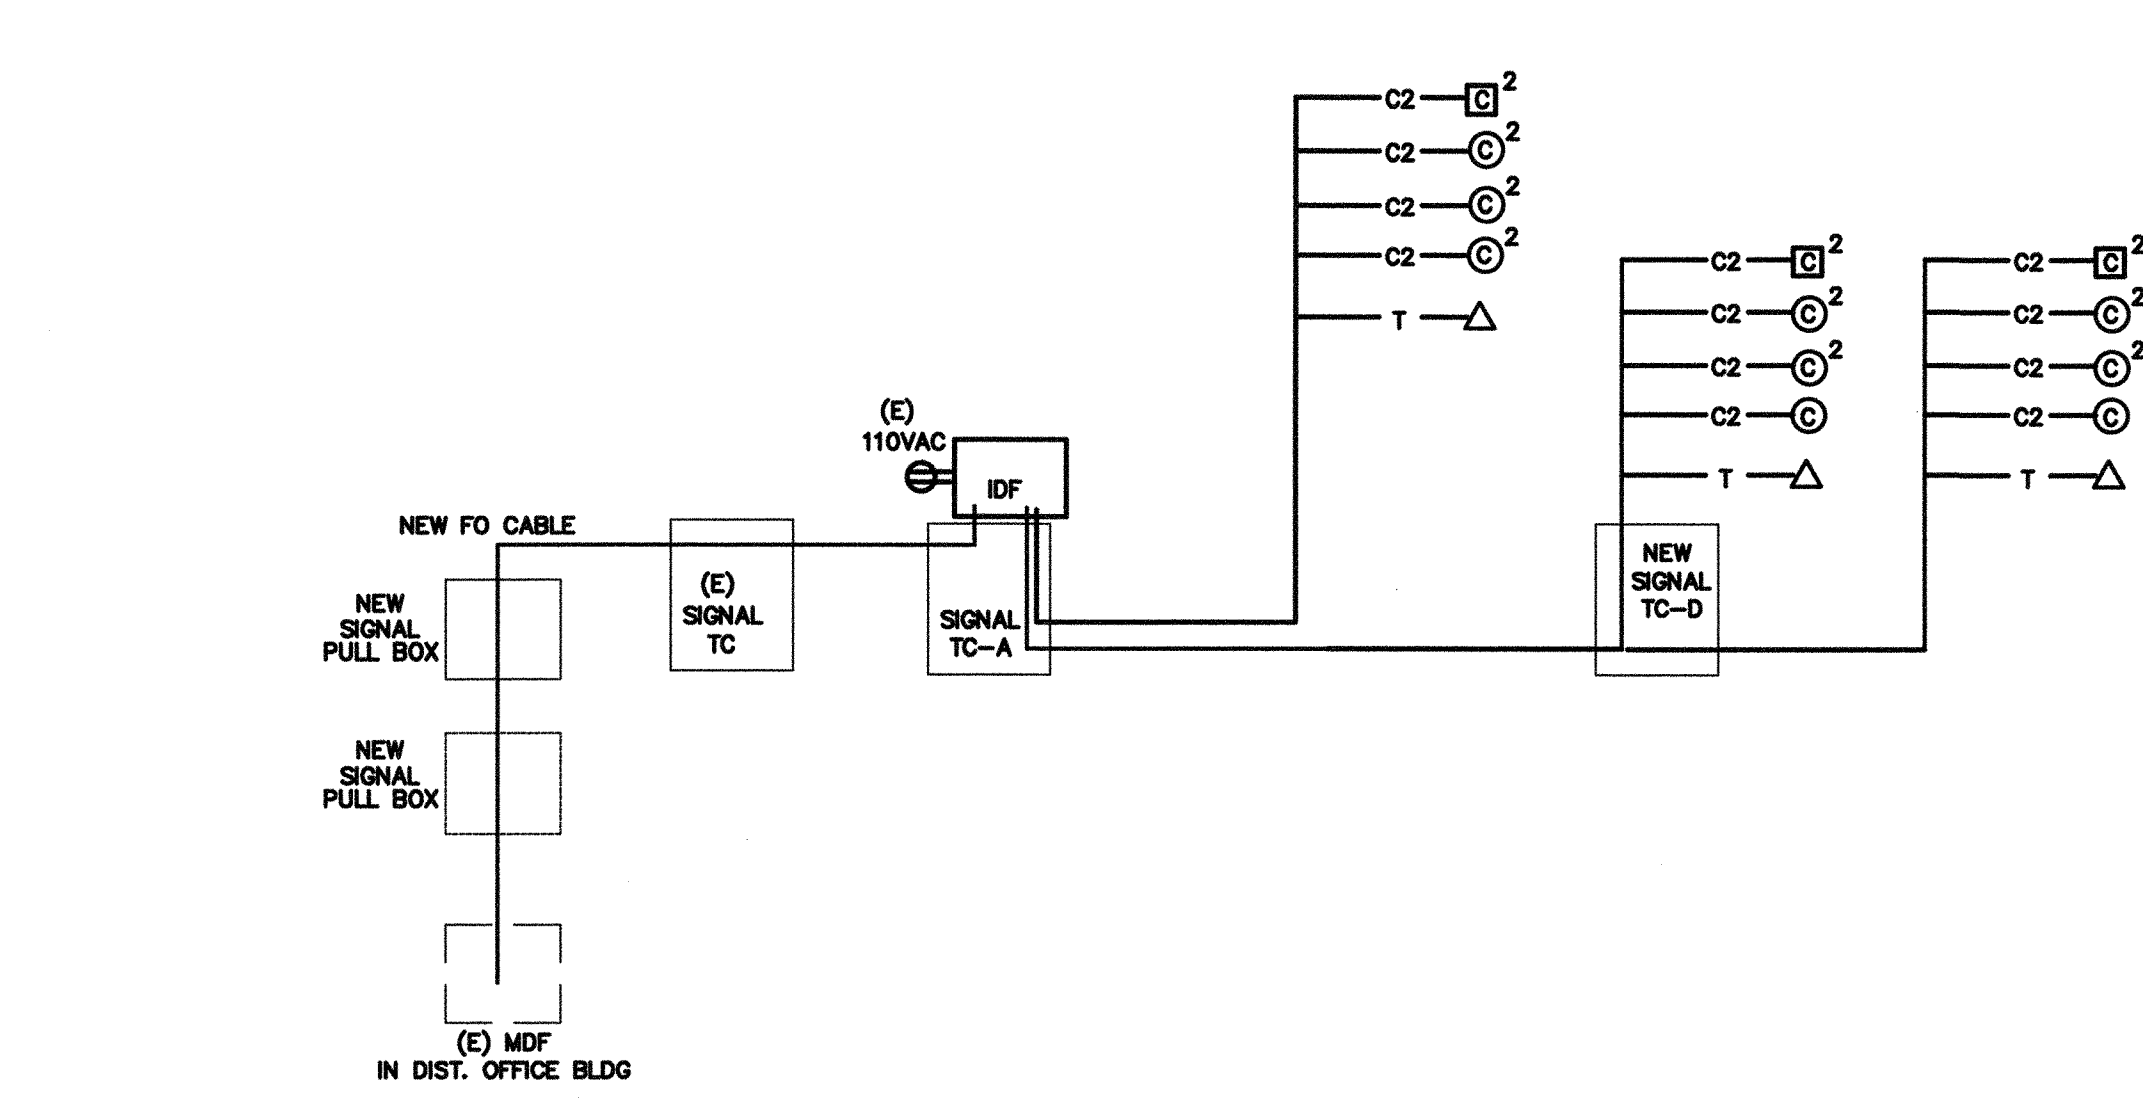 C2 C 2
C2 C 2
C2 C 2
C2 C 2
T
C2 C 2
C2 C 2
C2 C 2
C2 C
T
C2 C 2
C2 C 2
C2 C 2
C2 C
T
(E)
110VAC
IDF
NEW FO CABLE
NEW
SIGNAL
PULL BOX
(E)
SIGNAL
TC
SIGNAL
TC-A
NEW
SIGNAL
TC-D
NEW
SIGNAL
PULL BOX
(E) MDF
IN DIST. OFFICE BLDG